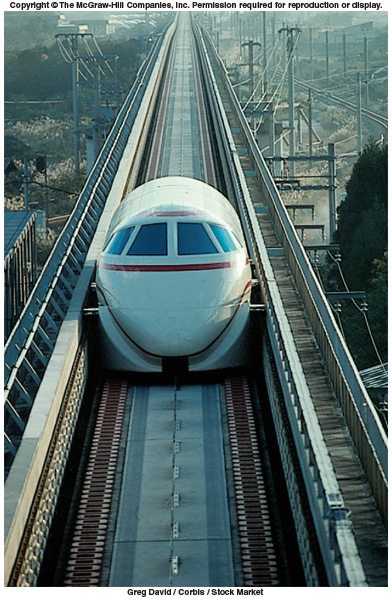 Copyright © The McGraw-Hill Companies, Inc. Permission required for reproduction or display.
Greg David / Corbis / Stock Market